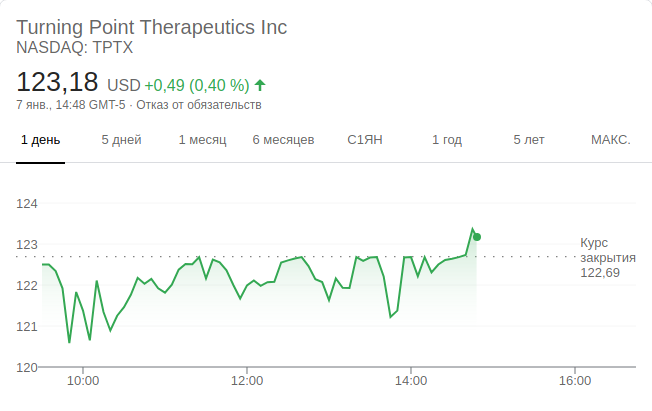 Turning Point Therapeutics Inc
NASDAQ: TPTX
123,18 USD +0,49 (0,40 %)
7 янв., 14:48 GMT-5 · Отказ от обязательств
1 день 5 дней 1 месяц 6 месяцев С1ЯН 1 год 5 лет МАКС.
124
123
122
121
120
Курс
закрытия
122,69
10:00 12:00 14:00 16:00